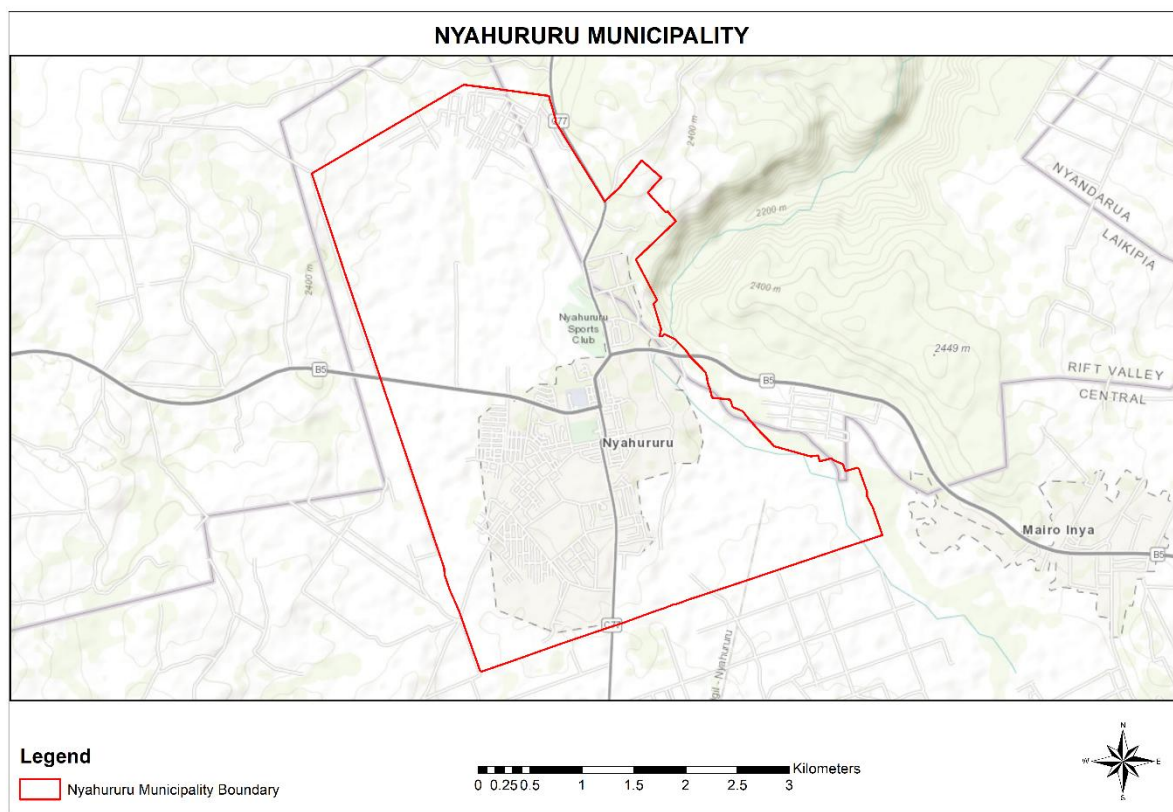 NYAHURURU MUNICIPALITY
C77
2400 m
NYANDARUA
LAIKIPIA
2200 m
2400 m
2400 m
Nyahururu
Sports
Club
2449 m
B5
B5
RIFT VALLEY
CENTRAL
Nyahururu
Mairo Inya
B5
C77
gil - Nyahururu
Legend
Nyahururu Municipality Boundary
Kilometers
0 0.25 0.5 1 1.5 2 2.5 3
N
W
E
S